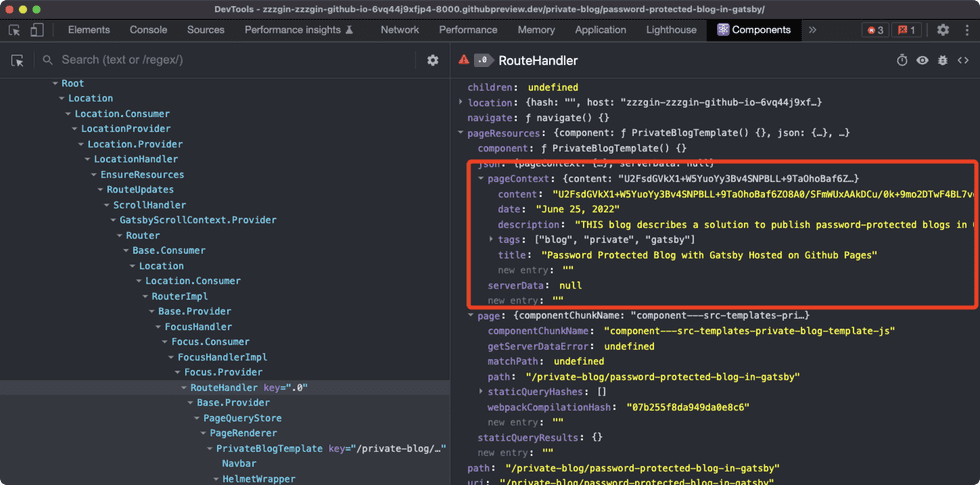 DevTools - zzzgin-zzzgin-github-io-6vq44j9xfjp4-8000.githubpreview.dev/private-blog/password-protected-blog-in-gatsby/
Elements Console Sources Performance insights Network Performance Memory Application Lighthouse Components » 3 1
Search (text or /regex/)
Root
Location
Location.Consumer
LocationProvider
Location.Provider
LocationHandler
EnsureResources
RouteUpdates
ScrollHandler
GatsbyScrollContext.Provider
Router
Base.Consumer
Location
Location.Consumer
RouterImpl
Base.Provider
FocusHandler
Focus.Consumer
FocusHandlerImpl
Focus.Provider
RouteHandler key=".0"
Base.Provider
PageQueryStore
PageRenderer
PrivateBlogTemplate key="/private-blog/…"
Navbar
HelmetWrapper
.0 RouteHandler
children: undefined
location: {hash: "", host: "zzzgin-zzzgin-github-io-6vq44j9xf…}
navigate: ƒ navigate() {}
pageResources: {component: ƒ PrivateBlogTemplate() {}, json: {…}, …}
component: ƒ PrivateBlogTemplate() {}
json: {pageContext: {…}, serverData: null}
pageContext: {content: "U2FsdGVkX1+W5YuoYy3Bv4SNPBLL+9TaOhoBaf6Z…}
content: "U2FsdGVkX1+W5YuoYy3Bv4SNPBLL+9TaOhoBaf6ZO8A0/SFmWUxAAkDCu/0k+9mo2DTwF4BL7v
date: "June 25, 2022"
description: "THIS blog describes a solution to publish password-protected blogs in
tags: ["blog", "private", "gatsby"]
title: "Password Protected Blog with Gatsby Hosted on Github Pages"
new entry: ""
serverData: null
new entry: ""
page: {componentChunkName: "component---src-templates-pri…}
componentChunkName: "component---src-templates-private-blog-template-js"
getServerDataError: undefined
matchPath: undefined
path: "/private-blog/password-protected-blog-in-gatsby"
staticQueryHashes: []
webpackCompilationHash: "07b255f8da949da0e8c6"
new entry: ""
staticQueryResults: {}
new entry: ""
path: "/private-blog/password-protected-blog-in-gatsby"
uri: "/private-blog/password-protected-blog-in-gatsby"